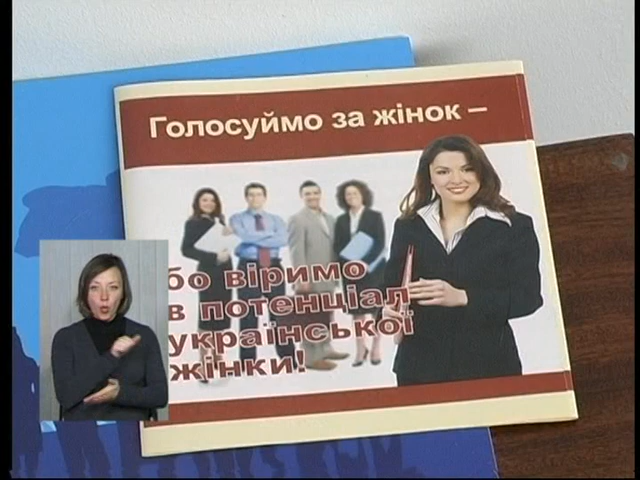 Голосуймо за жінок –
бо віримо
в потенціал
української
жінки!